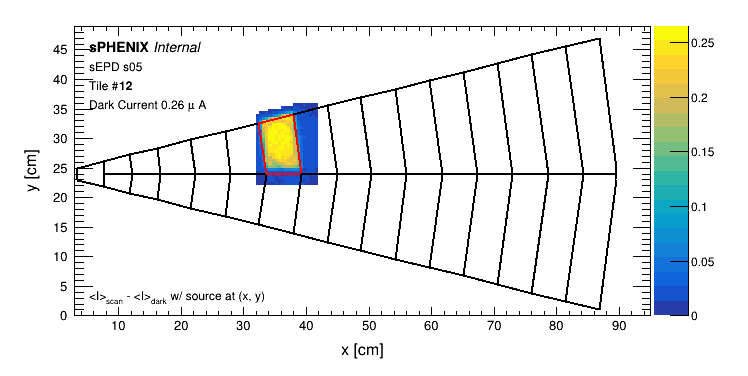 sPHENIX Internal
sEPD s05
Tile #12
Dark Current 0.26 μ A
<I>scan - <I>dark w/ source at (x, y)
y [cm]
45
40
35
30
25
20
15
10
5
0
10 20 30 40 50 60 70 80 90
x [cm]
0.25
0.2
0.15
0.1
0.05
0